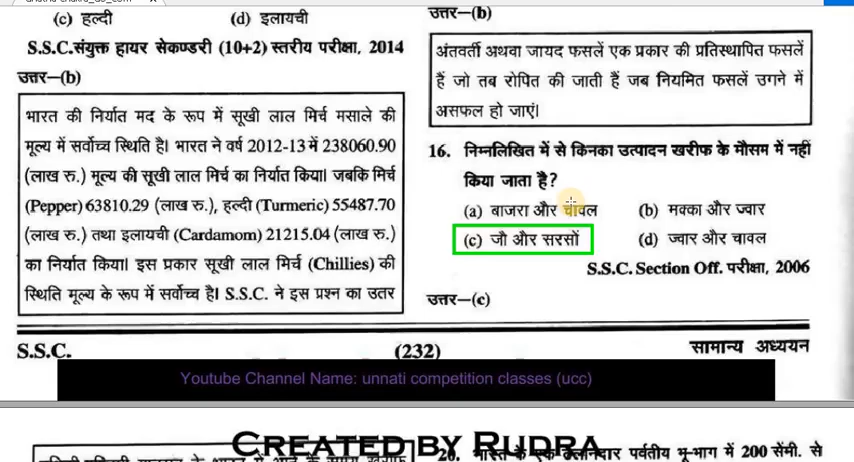 (c) हल्दी (d) इलायची
S.S.C.संयुक्त हायर सेकण्डरी (10+2) स्तरीय परीक्षा, 2014
उत्तर—(b)
भारत की निर्यात मद के रूप में सूखी लाल मिर्च मसाले की
मूल्य में सर्वोच्च स्थिति है। भारत ने वर्ष 2012-13 में 238060.90
(लाख रु.) मूल्य की सूखी लाल मिर्च का निर्यात किया। जबकि मिर्च
(Pepper) 63810.29 (लाख रु.), हल्दी (Turmeric) 55487.70
(लाख रु.) तथा इलायची (Cardamom) 21215.04 (लाख रु.)
का निर्यात किया। इस प्रकार सूखी लाल मिर्च (Chillies) की
स्थिति मूल्य के रूप में सर्वोच्च है। S.S.C. ने इस प्रश्न का उतर
उत्तर—(b)
अंतवर्ती अथवा जायद फसलें एक प्रकार की प्रतिस्थापित फसलें
हैं जो तब रोपित की जाती हैं जब नियमित फसलें उगने में
असफल हो जाएं।
16. निम्नलिखित में से किनका उत्पादन खरीफ के मौसम में नहीं
किया जाता है?
(a) बाजरा और चावल (b) मक्का और ज्वार
(c) जौ और सरसों (d) ज्वार और चावल
S.S.C. Section Off. परीक्षा, 2006
उत्तर—(c)
S.S.C. (232) सामान्य अध्ययन
Youtube Channel Name: unnati competition classes (ucc)
CREATED BY RUDRA
20. भारत के एक ढलानदार पर्वतीय भू-भाग में 200 सेंमी. से